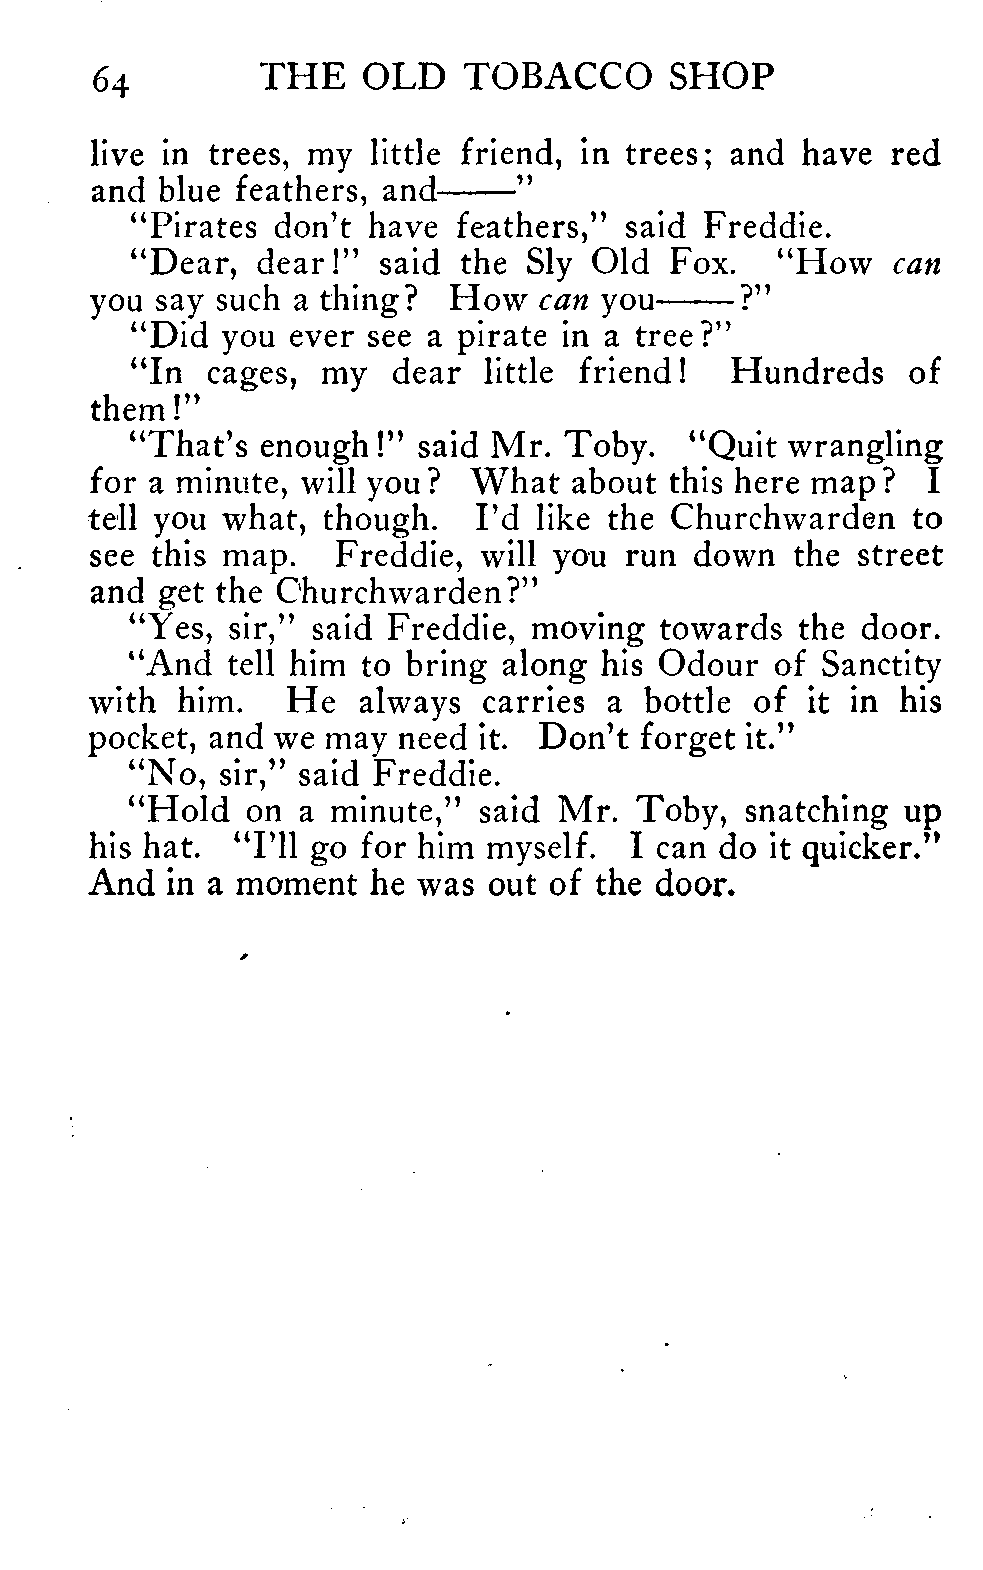 64 THE OLD TOBACCO SHOP
live in trees, my little friend, in trees; and have red
and blue feathers, and——"
"Pirates don't have feathers," said Freddie.
"Dear, dear!" said the Sly Old Fox. "How can
you say such a thing? How can you——?"
"Did you ever see a pirate in a tree?"
"In cages, my dear little friend! Hundreds of
them!"
"That's enough!" said Mr. Toby. "Quit wrangling
for a minute, will you? What about this here map? I
tell you what, though. I'd like the Churchwarden to
see this map. Freddie, will you run down the street
and get the Churchwarden?"
"Yes, sir," said Freddie, moving towards the door.
"And tell him to bring along his Odour of Sanctity
with him. He always carries a bottle of it in his
pocket, and we may need it. Don't forget it."
"No, sir," said Freddie.
"Hold on a minute," said Mr. Toby, snatching up
his hat. "I'll go for him myself. I can do it quicker."
And in a moment he was out of the door.